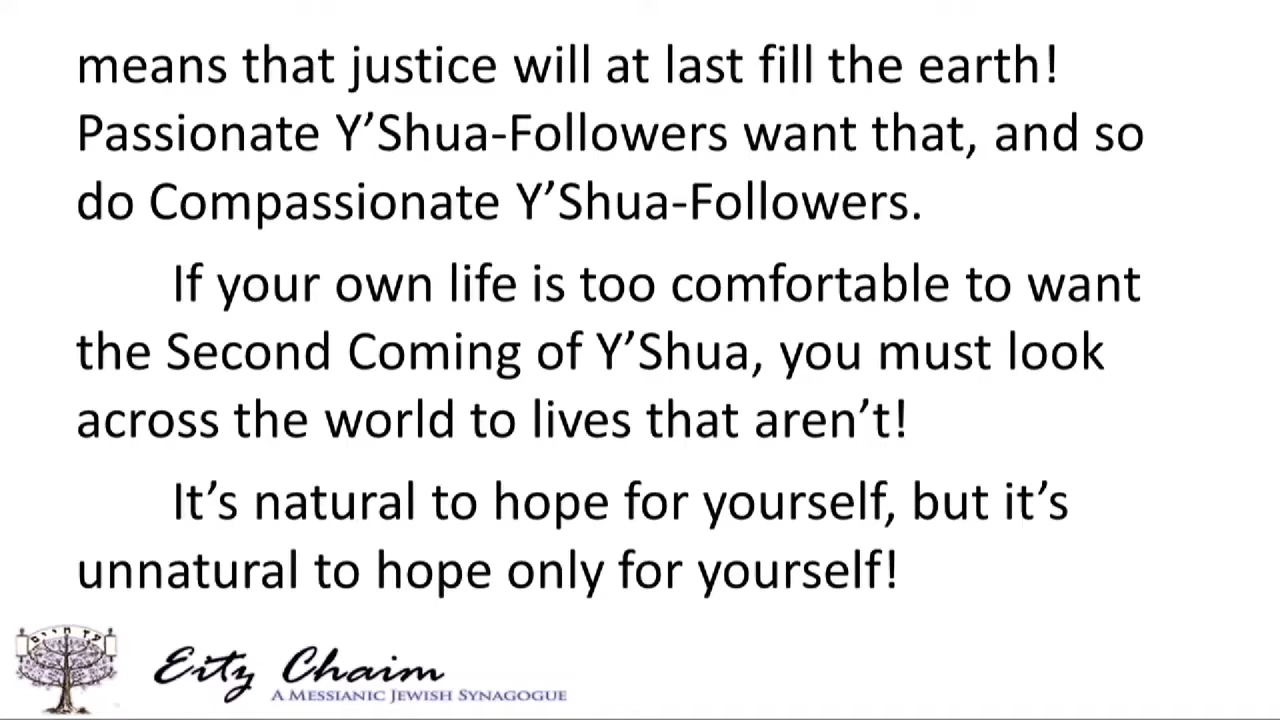 means that justice will at last fill the earth!
Passionate Y’Shua-Followers want that, and so
do Compassionate Y’Shua-Followers.
If your own life is too comfortable to want
the Second Coming of Y’Shua, you must look
across the world to lives that aren’t!
It’s natural to hope for yourself, but it’s
unnatural to hope only for yourself!
עץ חיים
Eitz Chaim
A MESSIANIC JEWISH SYNAGOGUE